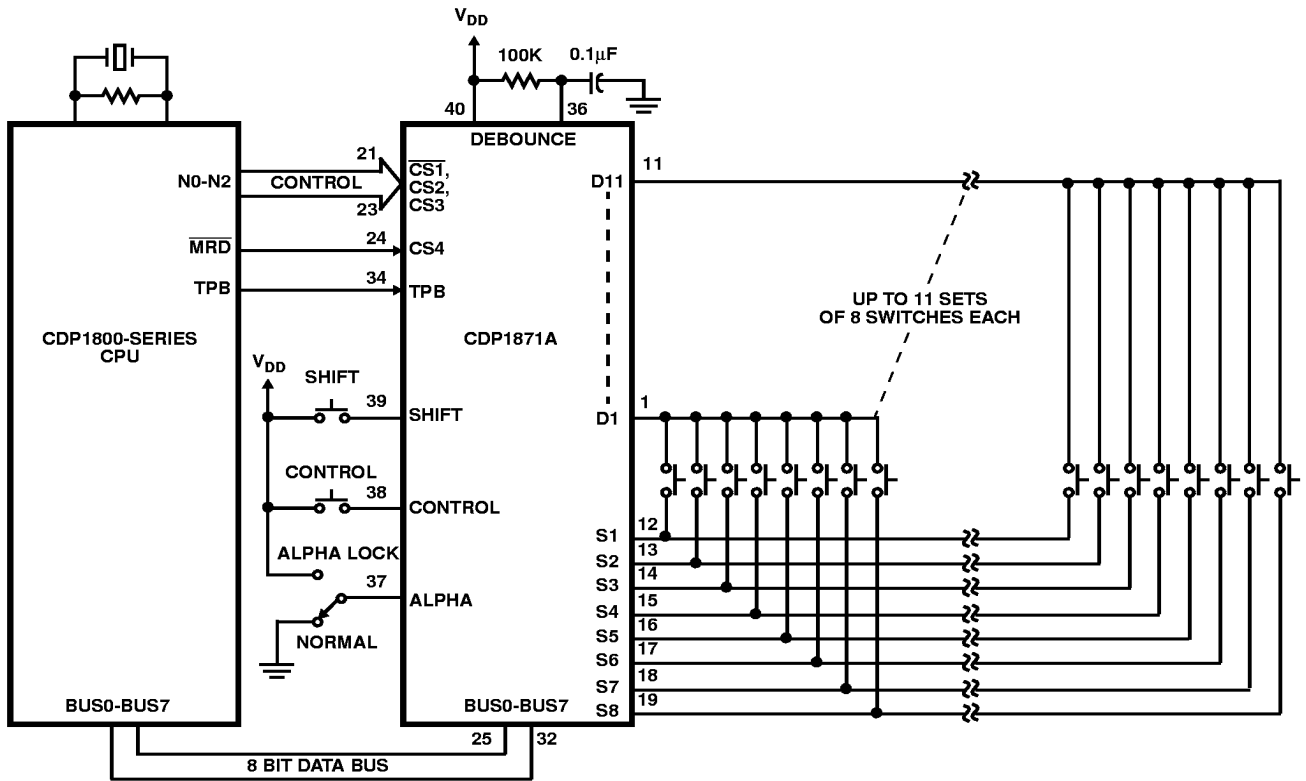 VDD
100K
0.1µF
40
36
DEBOUNCE
N0-N2
21
CONTROL
23
CS1,
CS2,
CS3
MRD
24
CS4
TPB
34
TPB
CDP1800-SERIES
CPU
CDP1871A
VDD
SHIFT
39
SHIFT
CONTROL
38
CONTROL
ALPHA LOCK
37
ALPHA
NORMAL
D11
11
UP TO 11 SETS
OF 8 SWITCHES EACH
D1
1
S1
12
S2
13
S3
14
S4
15
S5
16
S6
17
S7
18
S8
19
BUS0-BUS7
BUS0-BUS7
25
32
8 BIT DATA BUS